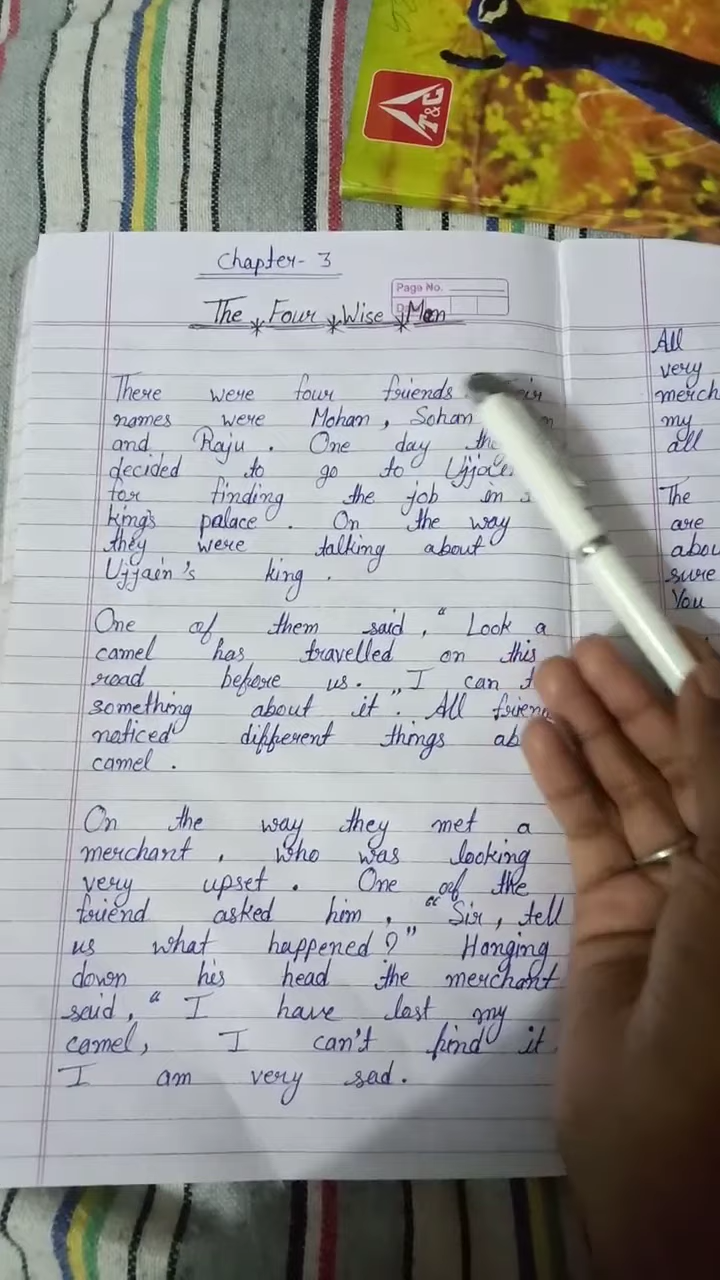 T&C
Chapter- 3
Page No.
The Four Wise Men
There were four friends.
names were Mohan, Sohan
and Raju. One day
decided to go to
for finding the job in
king's palace. On the way
they were talking about
Ujjain's king.
One of them said, "Look a
camel has travelled on this
road before us. "I can
something about it". All
noticed different things
camel.
On the way they met a
merchant, who was looking
very upset. One of the
friend asked him, "Sir, tell
us what happened?" Hanging
down his head the merchant
said, "I have lost my
camel, I can't find it.
I am very sad.
All
very
merch
my
all
The
are
abou
sure
You